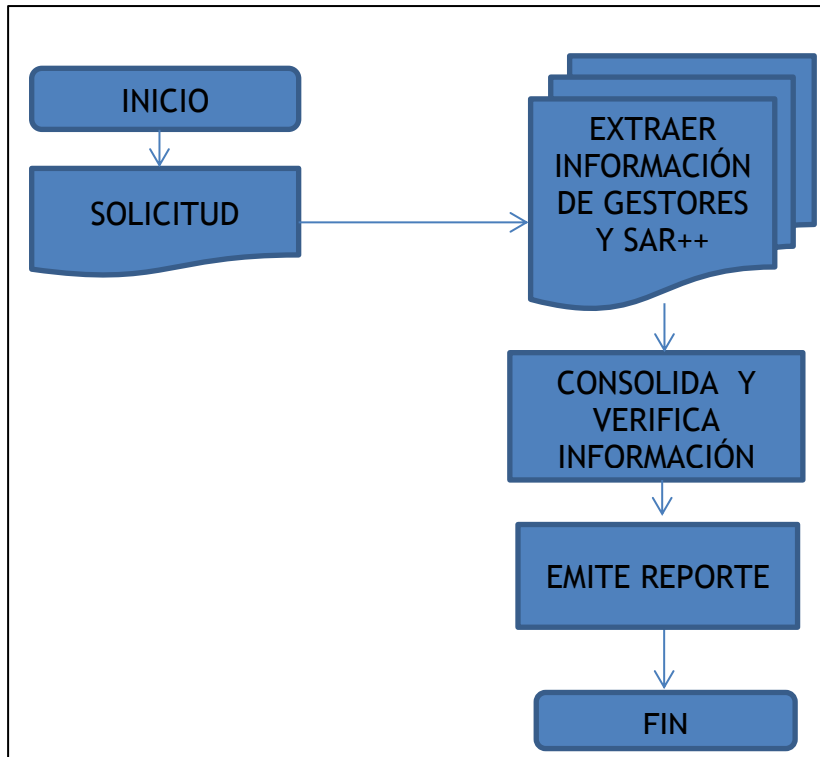 INICIO
SOLICITUD
EXTRAER
INFORMACIÓN
DE GESTORES
Y SAR++
CONSOLIDA Y
VERIFICA
INFORMACIÓN
EMITE REPORTE
FIN